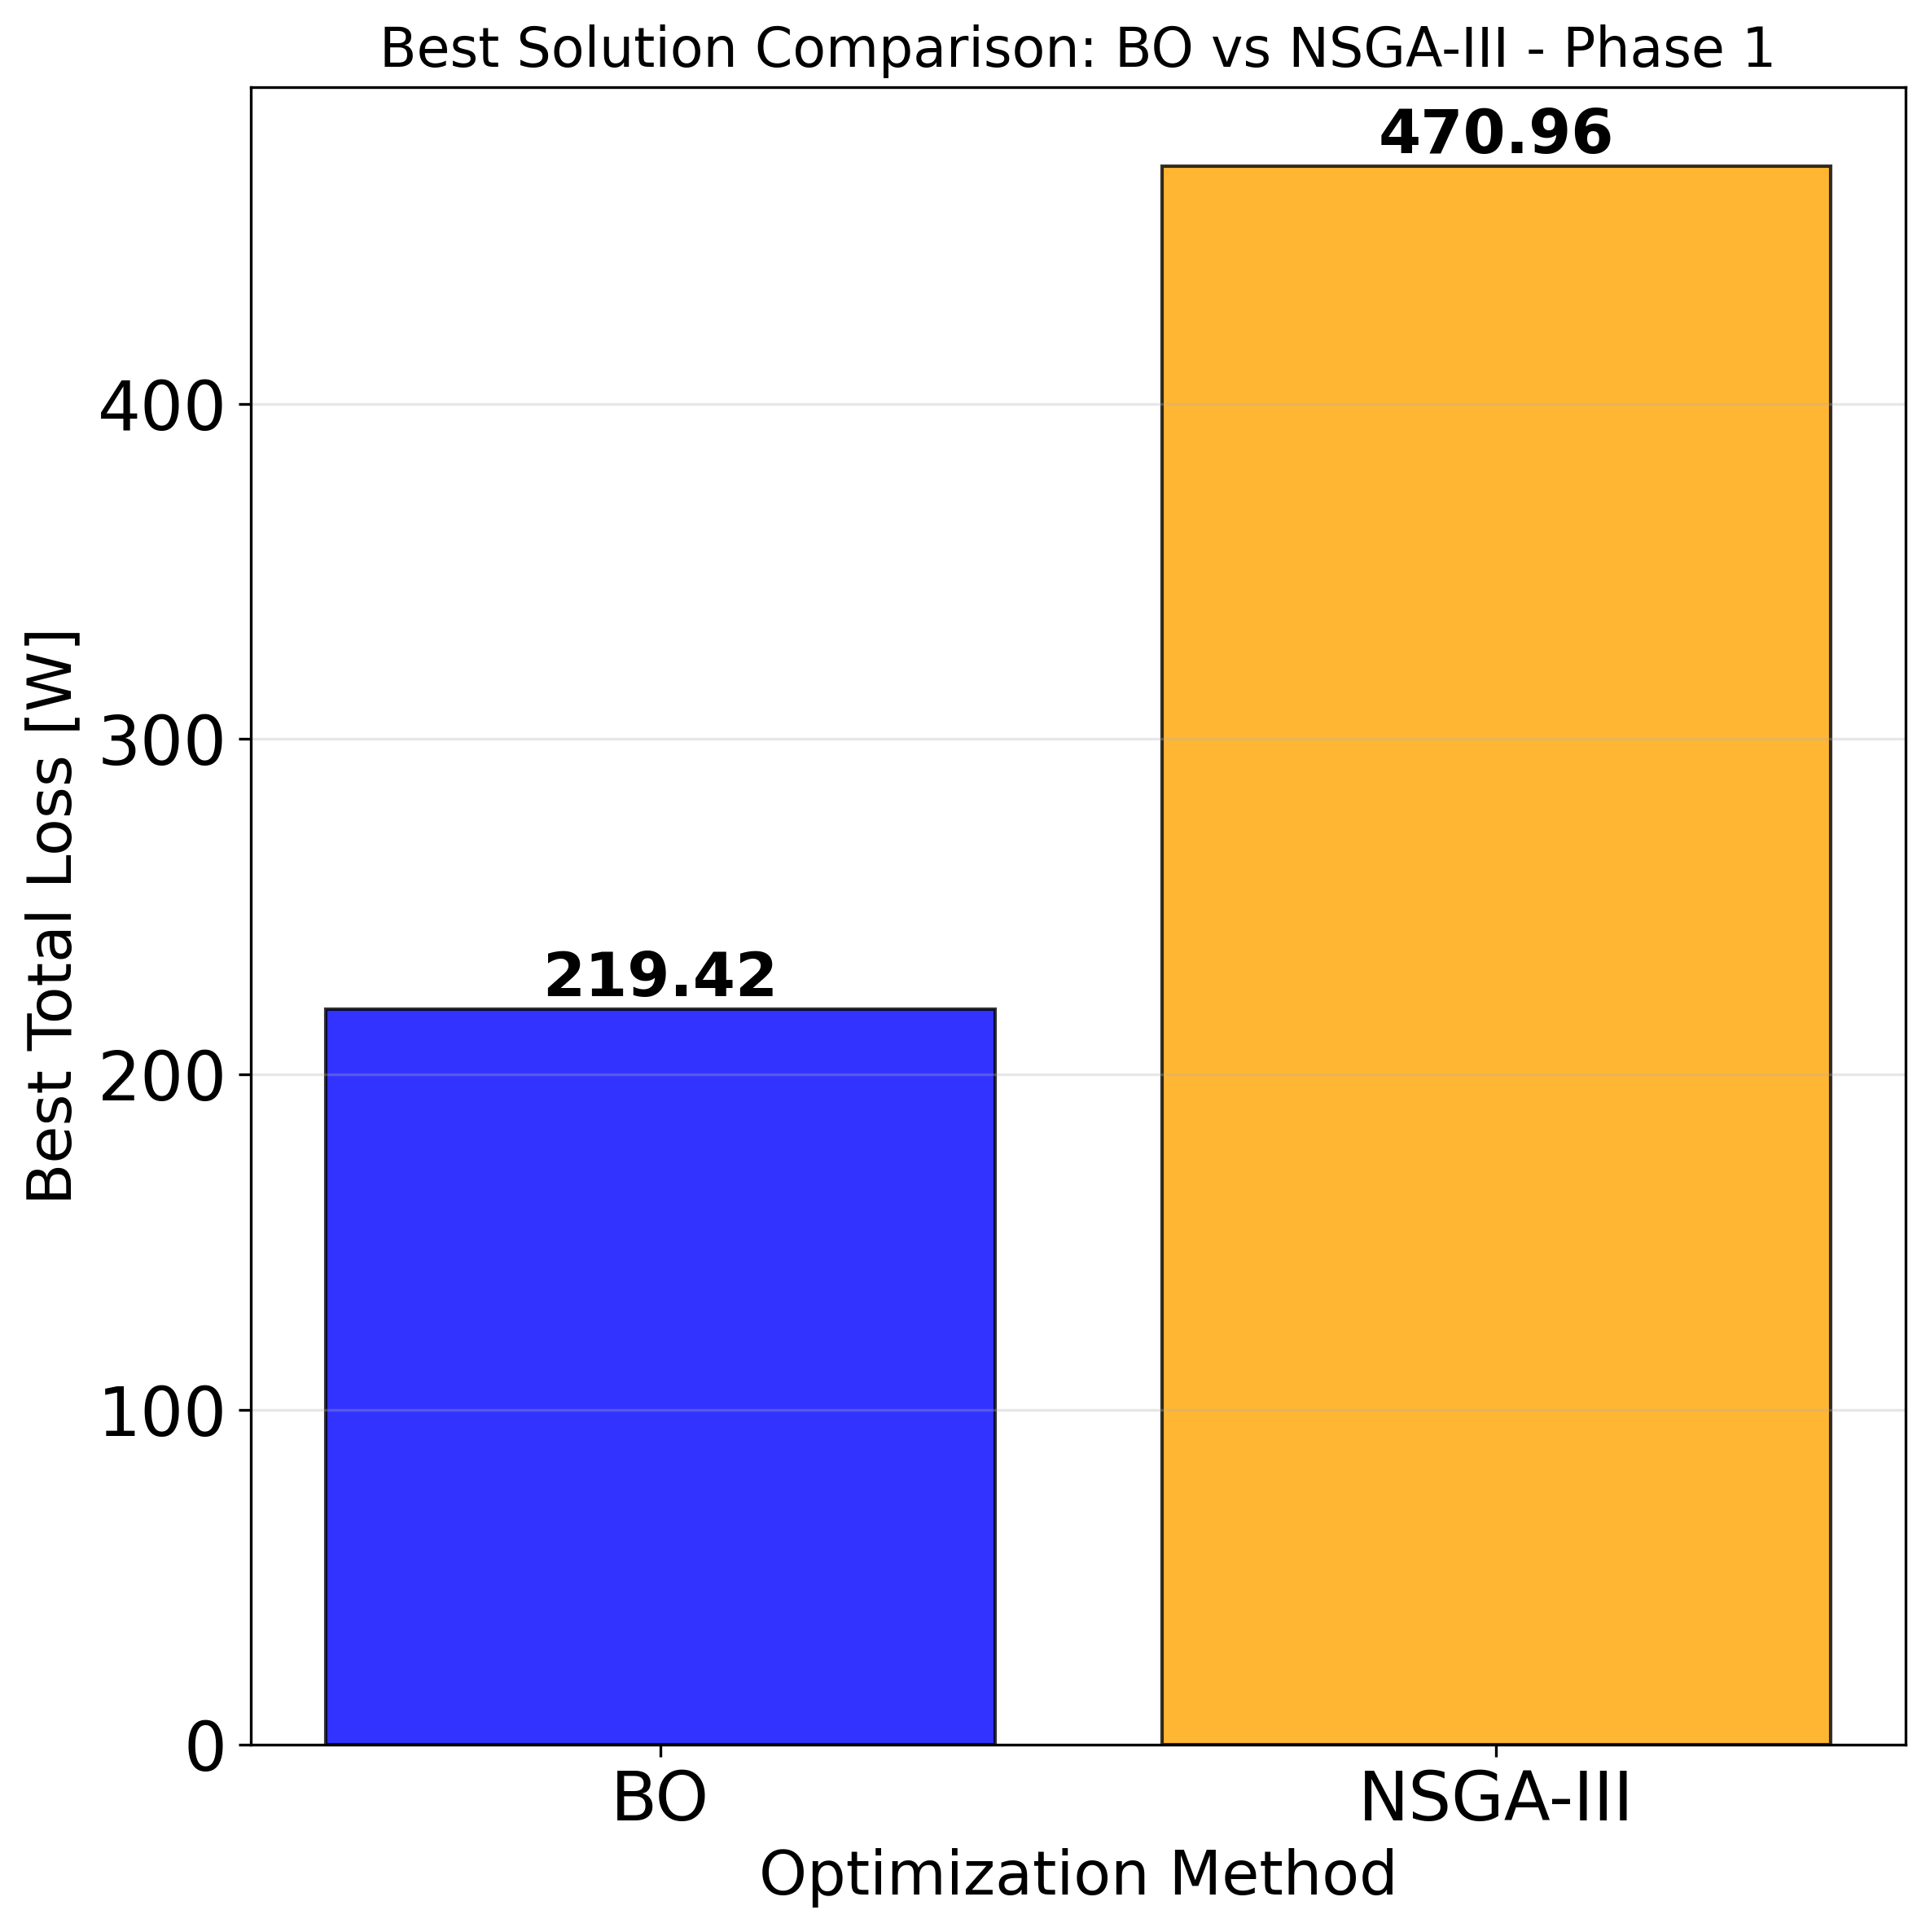 Best Solution Comparison: BO vs NSGA-III - Phase 1
470.96
400
300
219.42
200
100
0
Best Total Loss [W]
BO
NSGA-III
Optimization Method